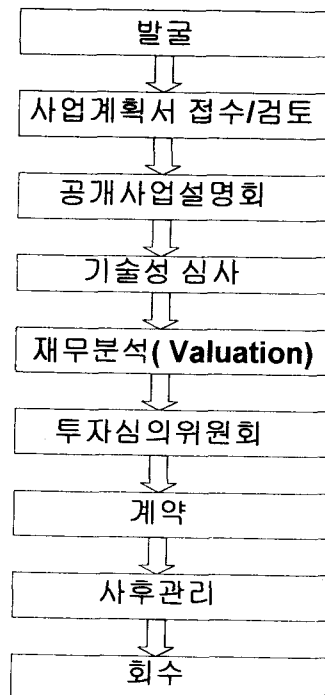 발굴
사업계획서 접수/검토
공개사업설명회
기술성 심사
재무분석( Valuation)
투자심의위원회
계약
사후관리
회수